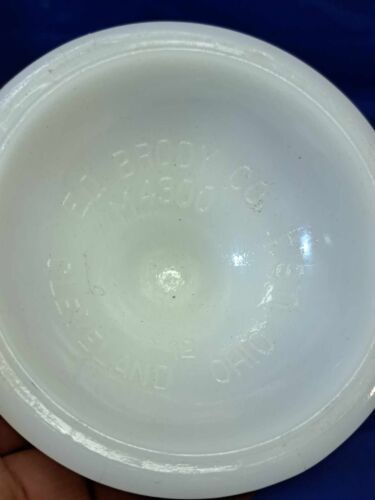 E.O. BRODY CO.
M4300
CLEVELAND OHIO U.S.A.